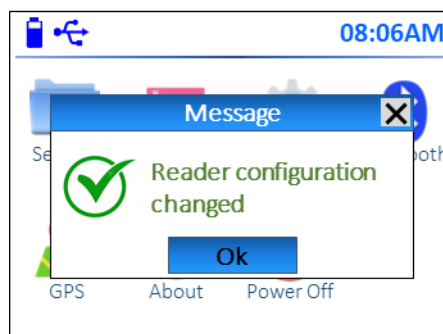 08:06AM
Message
Reader configuration
changed
Ok
GPS About Power Off